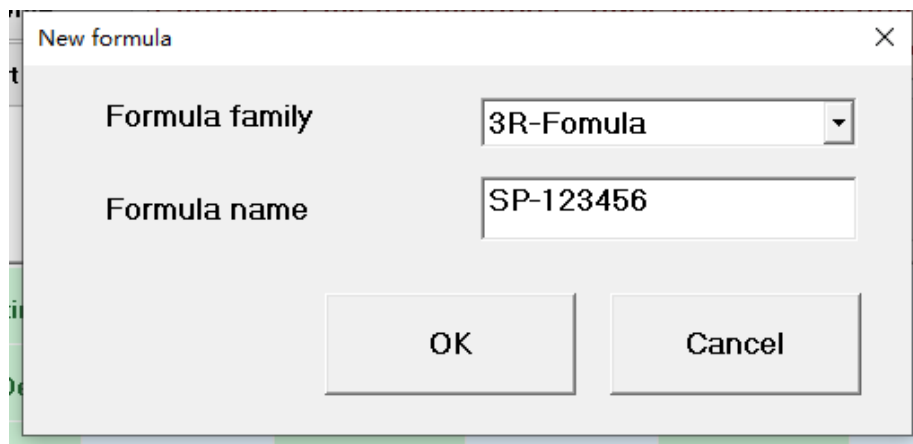 New formula
Formula family
3R-Fomula
Formula name
SP-123456
OK
Cancel